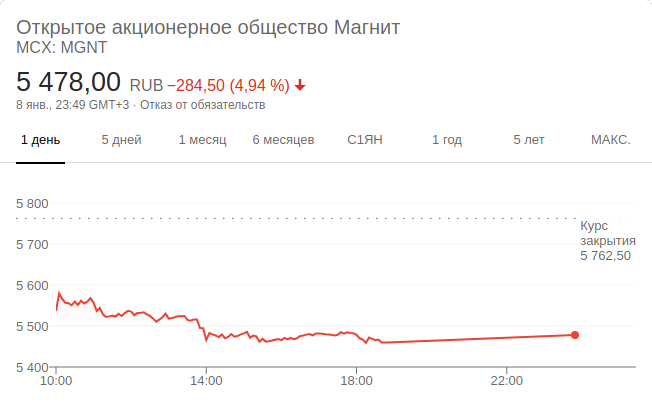 Открытое акционерное общество Магнит
MCX: MGNT
5 478,00 RUB −284,50 (4,94 %)
8 янв., 23:49 GMT+3 · Отказ от обязательств
1 день 5 дней 1 месяц 6 месяцев С1ЯН 1 год 5 лет МАКС.
5 800
Курс
закрытия
5 762,50
5 700
5 600
5 500
5 400
10:00 14:00 18:00 22:00